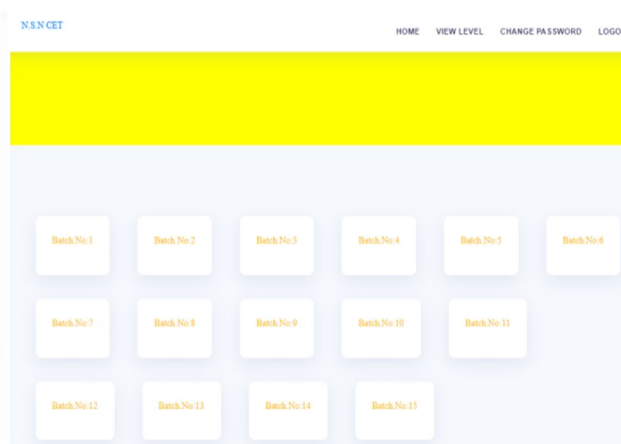 N.S.N CET
HOME VIEW LEVEL CHANGE PASSWORD LOGO
Batch.No:1 Batch.No:2 Batch.No:3 Batch.No:4 Batch.No:5 Batch.No:6
Batch.No:7 Batch.No:8 Batch.No:9 Batch.No:10 Batch.No:11
Batch.No:12 Batch.No:13 Batch.No:14 Batch.No:15